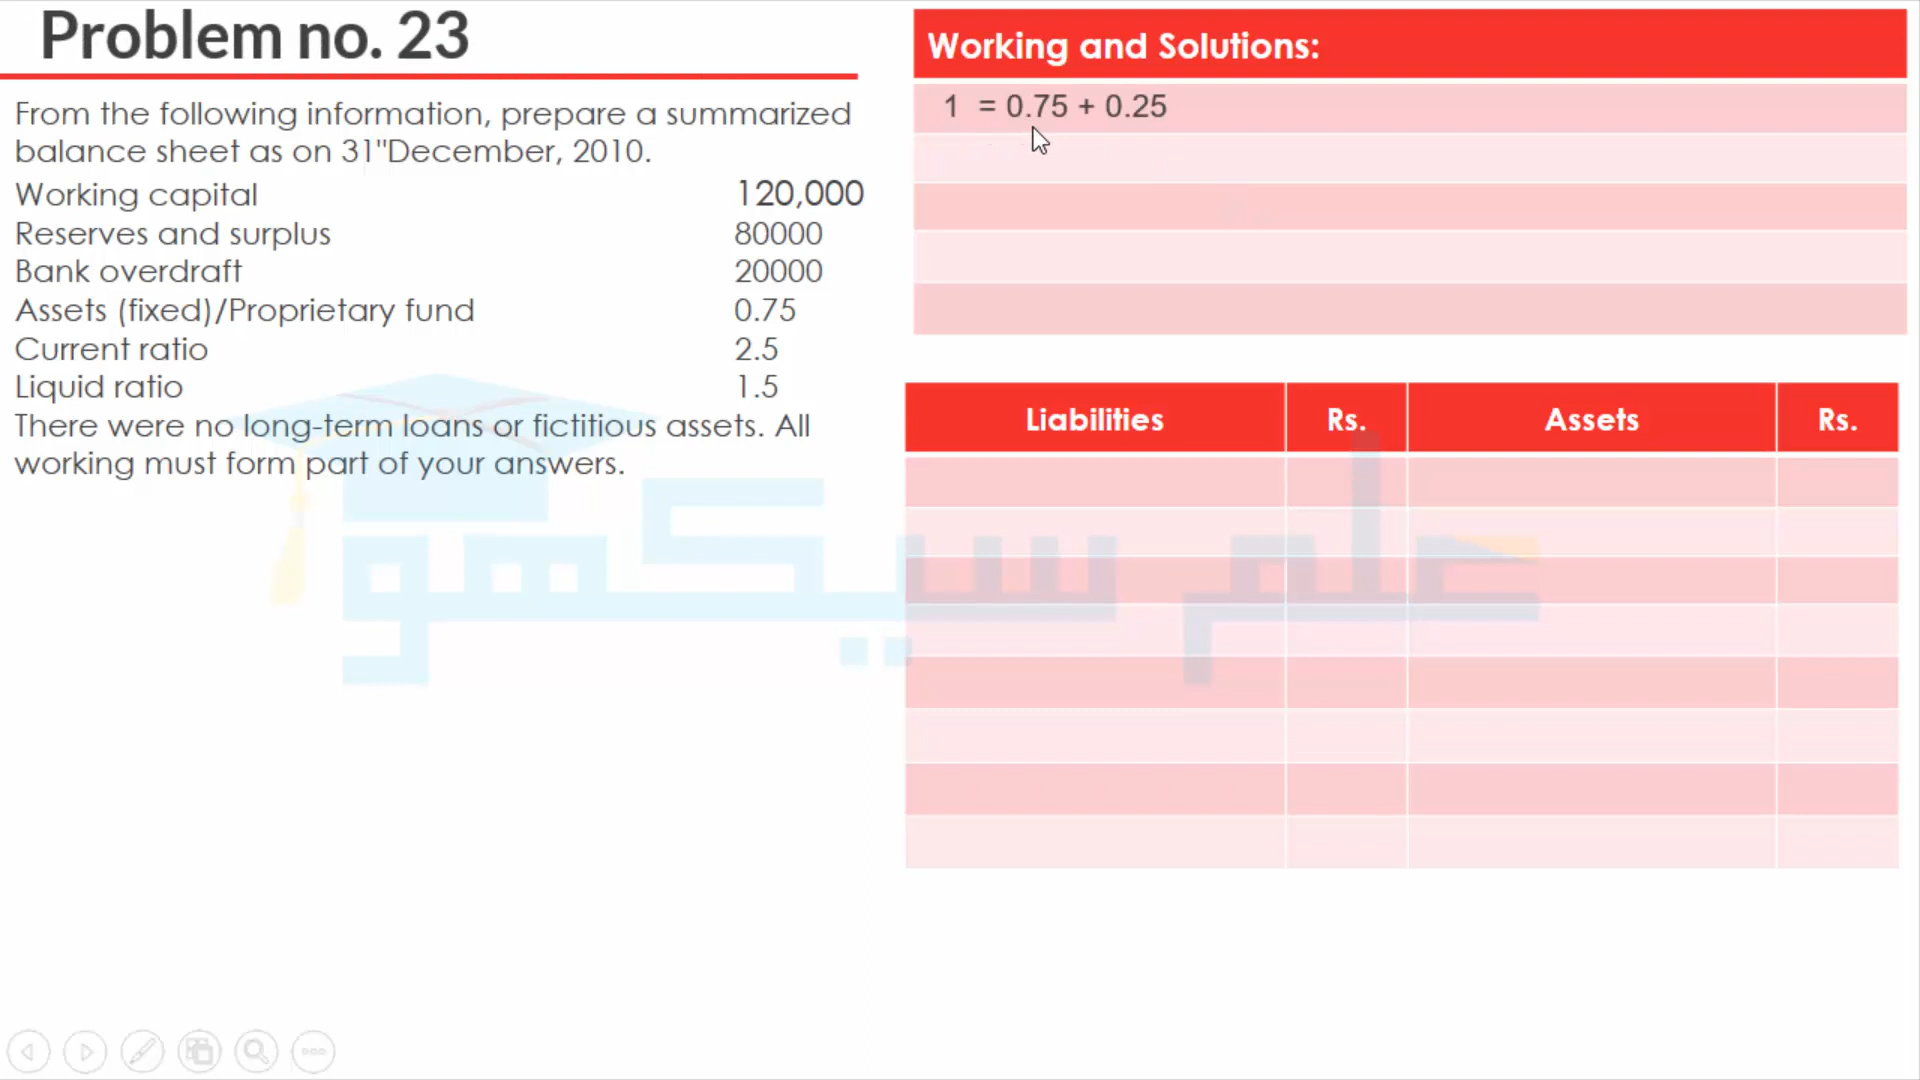 Problem no. 23
From the following information, prepare a summarized
balance sheet as on 31"December, 2010.
Working capital 120,000
Reserves and surplus 80000
Bank overdraft 20000
Assets (fixed)/Proprietary fund 0.75
Current ratio 2.5
Liquid ratio 1.5
There were no long-term loans or fictitious assets. All
working must form part of your answers.
Working and Solutions:
1 = 0.75 + 0.25
Liabilities Rs. Assets Rs.
علم سیکھو